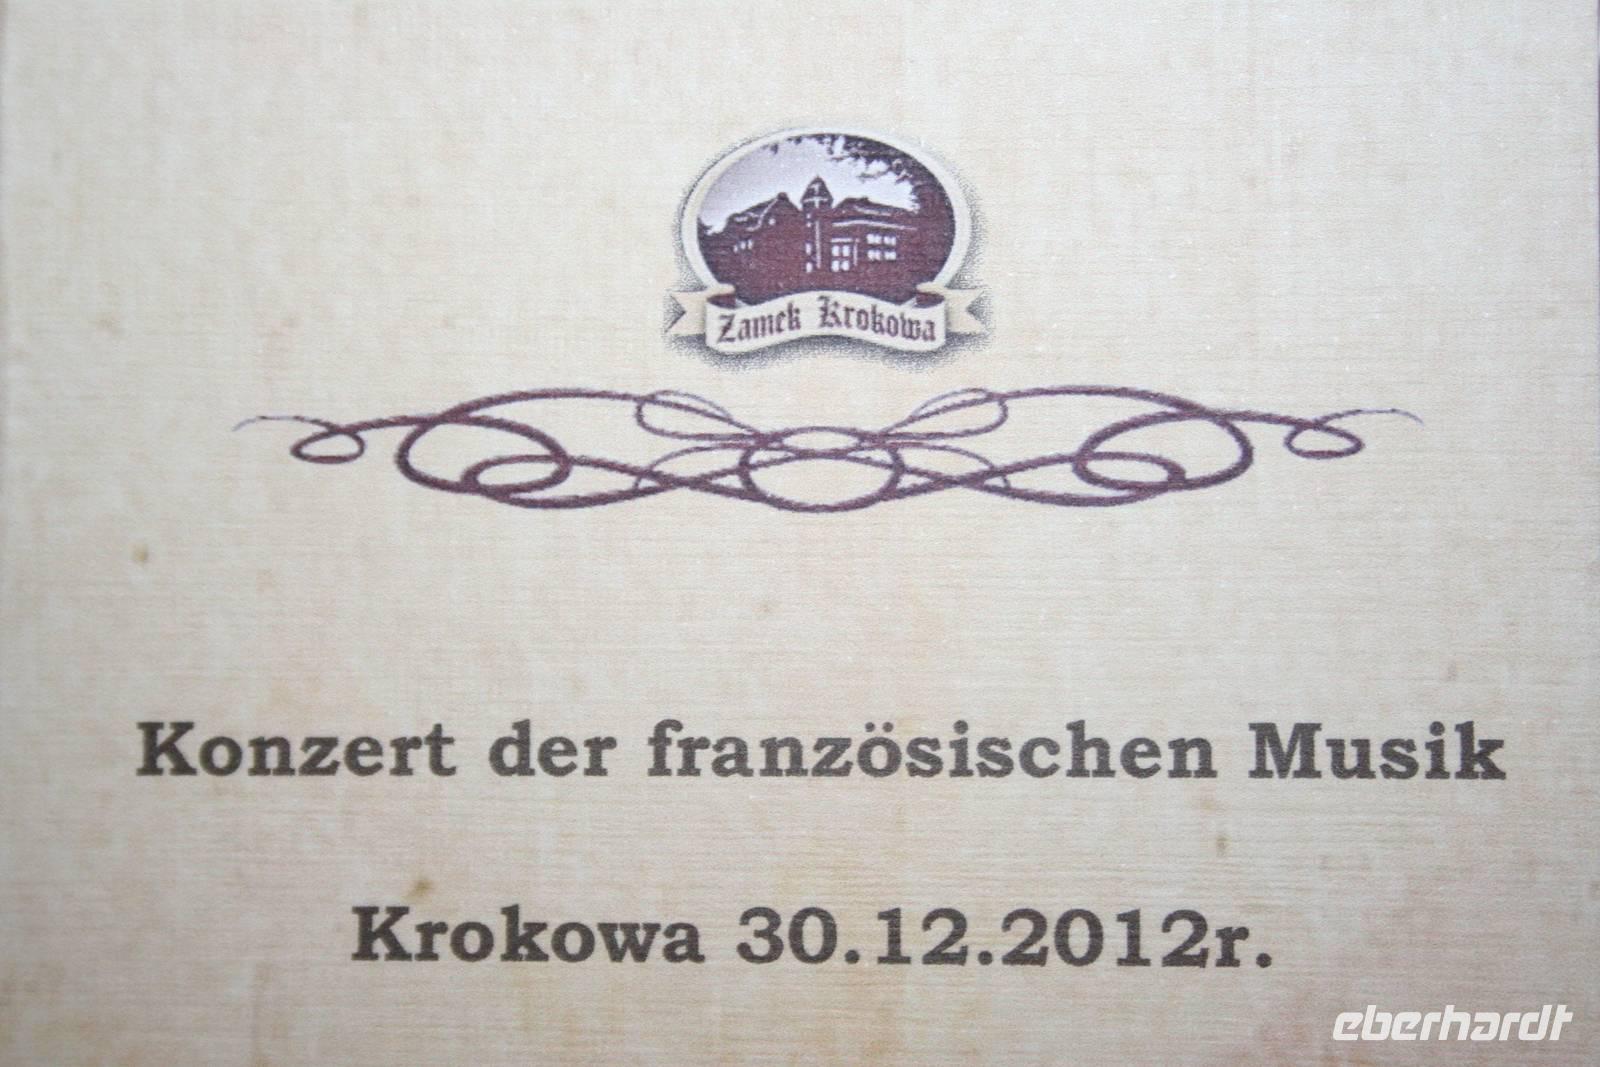 Zamek Krokowa
Konzert der französischen Musik
Krokowa 30.12.2012r.
eberhardt